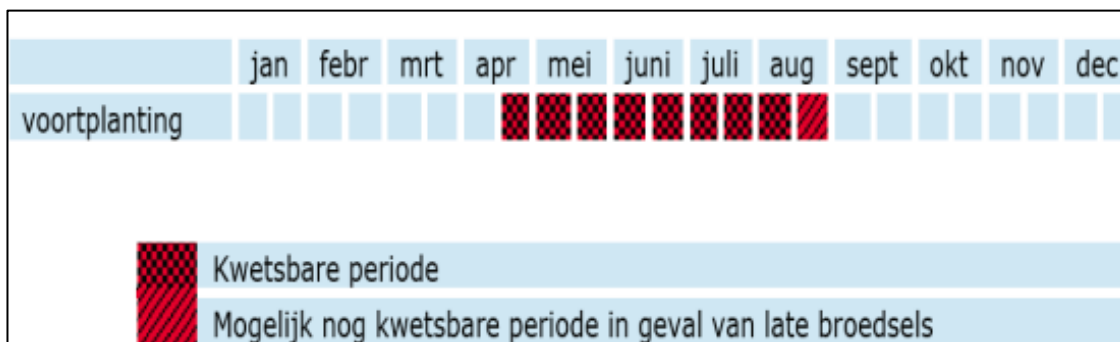 jan febr mrt apr mei juni juli aug sept okt nov dec
voortplanting
Kwetsbare periode
Mogelijk nog kwetsbare periode in geval van late broedsels